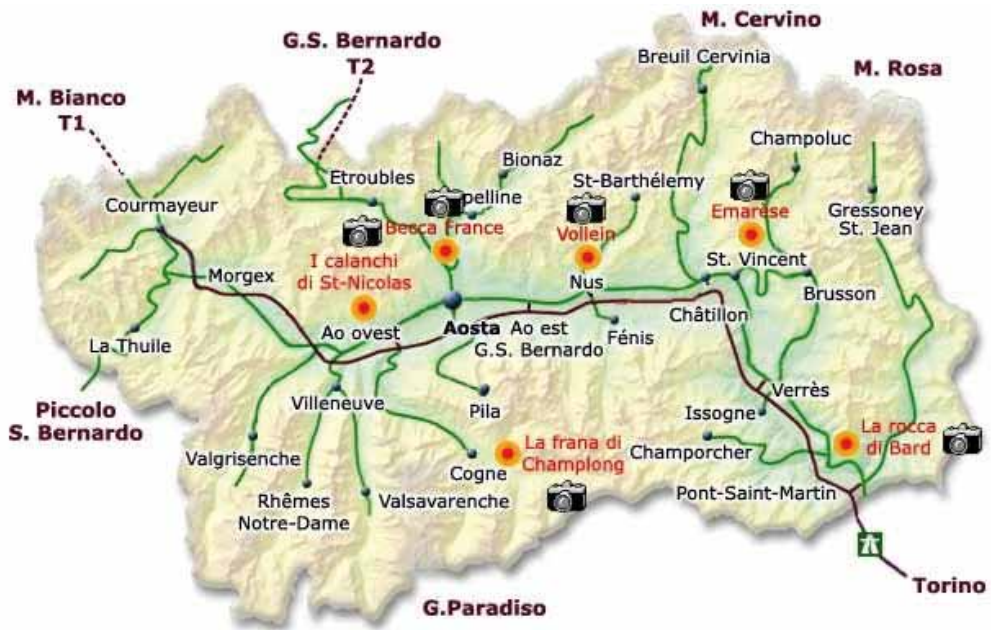 M. Cervino
G.S. Bernardo
T2
Breuil Cervinia
M. Rosa
M. Bianco
T1
Champoluc
Bionaz
Etroubles
St-Barthélemy
pelline
Courmayeur
Emarèse
Gressoney
St. Jean
Becca France
Vollein
I calanchi
di St-Nicolas
St. Vincent
Morgex
Nus
Brusson
Châtillon
Ao ovest
Aosta
Ao est
G.S. Bernardo
Fénis
La Thuile
Verrès
Villeneuve
Pila
Issogne
Piccolo
S. Bernardo
La rocca
di Bard
La frana di
Champlong
Champorcher
Valgrisenche
Cogne
Pont-Saint-Martin
Rhêmes
Notre-Dame
Valsavarenche
Torino
G.Paradiso